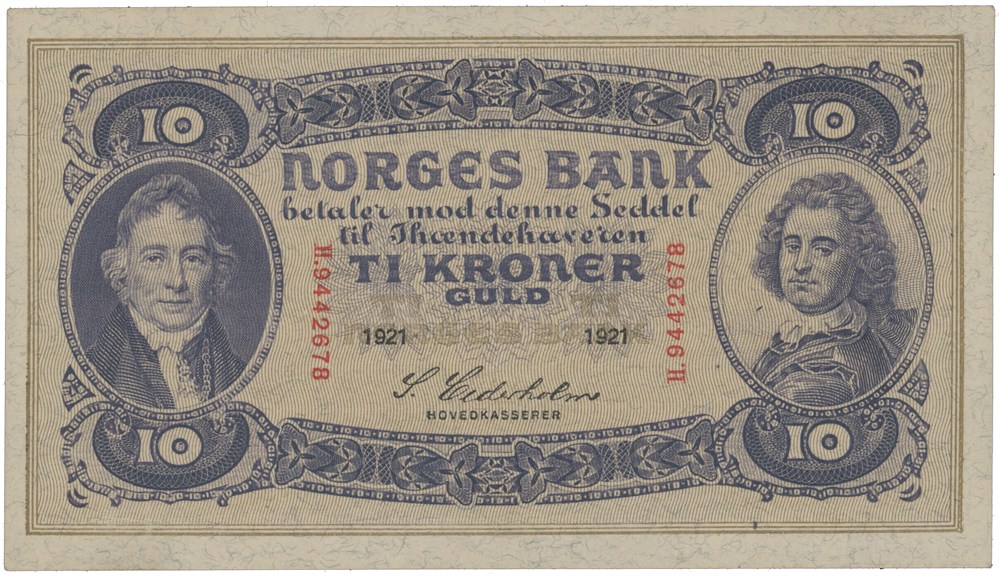 10 10
NORGES BANK
betaler mod denne Seddel
til Ihændehaveren
TI KRONER
GULD
H.9442678
H.9442678
1921 1921
S. Cederholm
HOVEDKASSERER
10 10